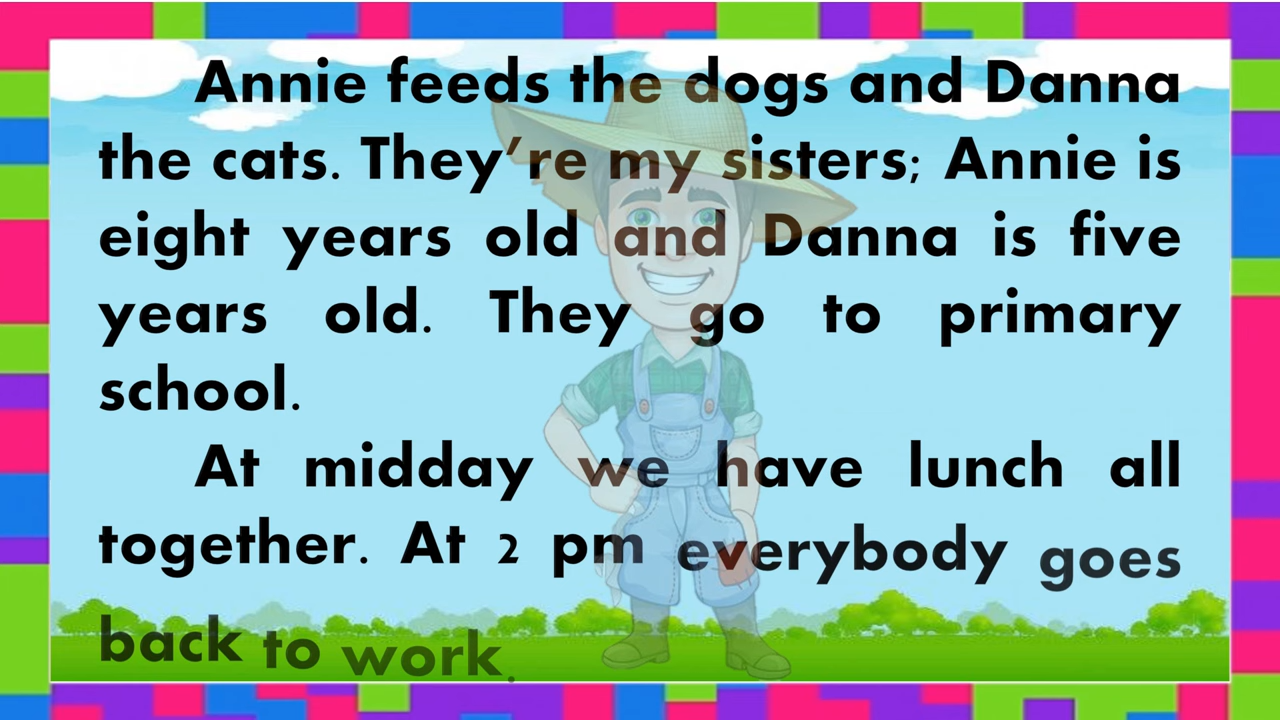 Annie feeds the dogs and Danna
the cats. They’re my sisters; Annie is
eight years old and Danna is five
years old. They go to primary
school.
At midday we have lunch all
together. At 2 pm everybody goes
back to work.